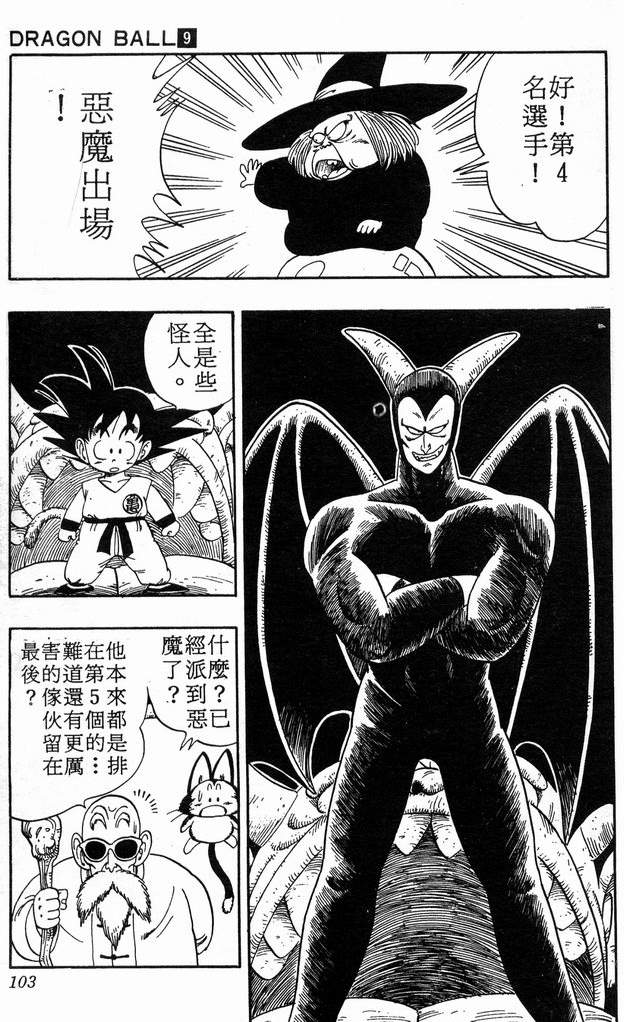 DRAGON BALL 9
好！第4
名選手！
惡魔出場
！
全是些
怪人。
什麼？已
經派到惡
魔了？
他本來都是排
在第5個的…
難道還有更厲
害的傢伙留在
最後？
103